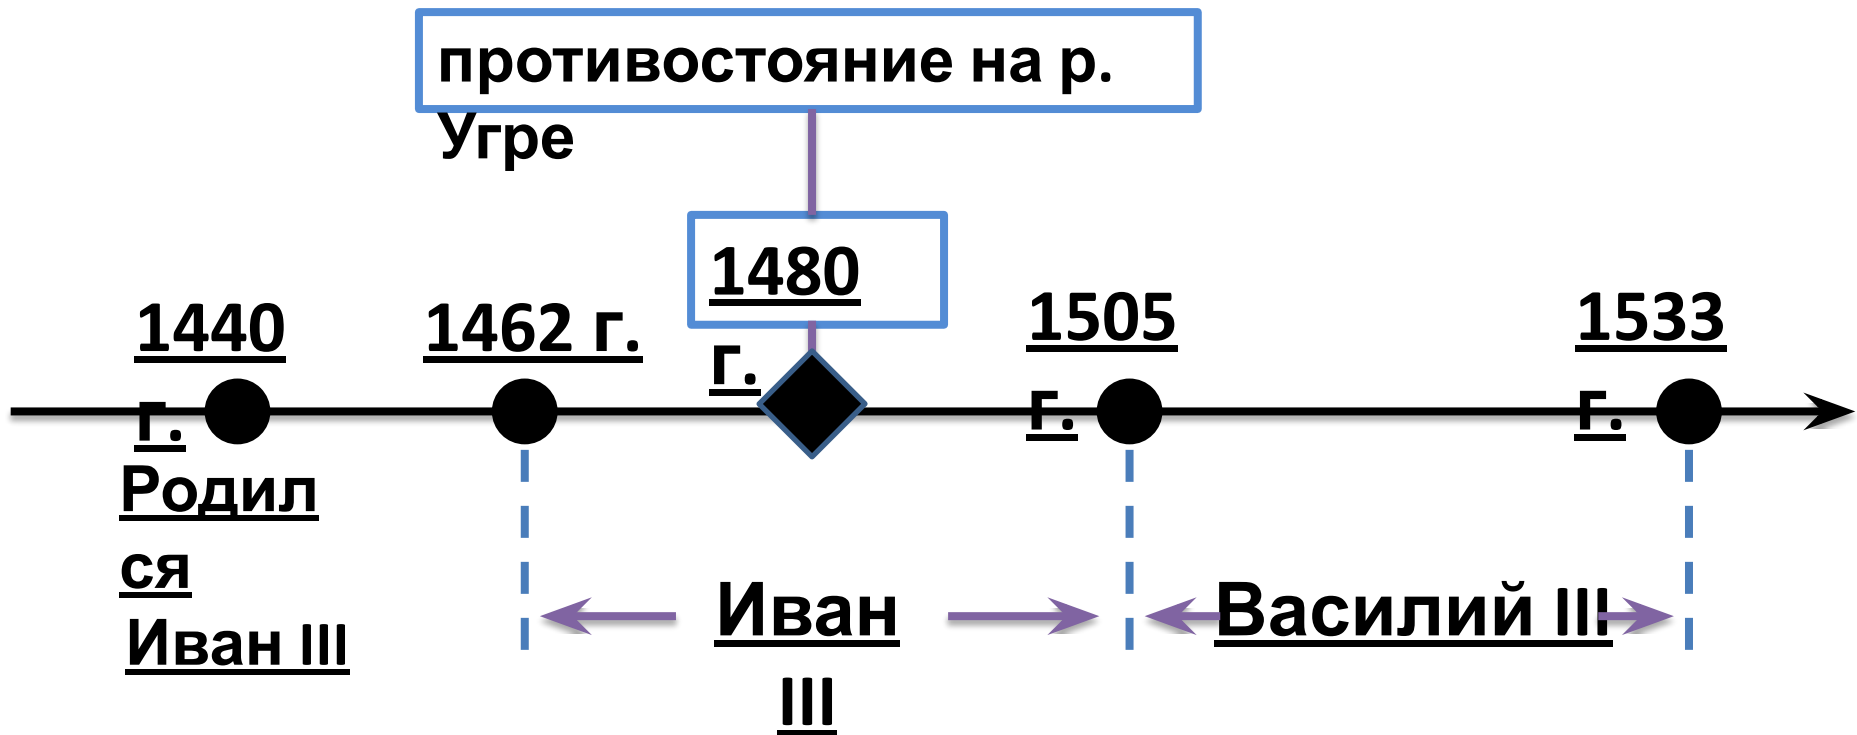 противостояние на р.
Угре
1440
г.
1462 г.
1480
г.
1505
г.
1533
г.
Родил
ся
Иван III
Иван
III
Василий III